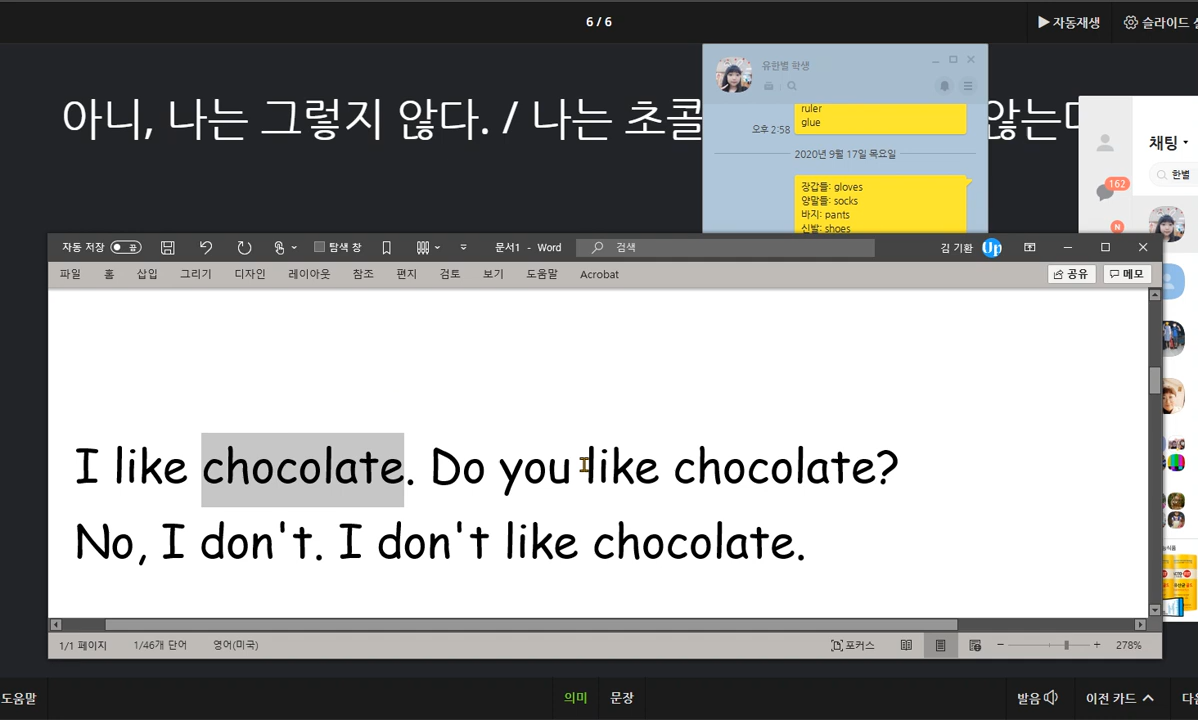 6 / 6
자동재생
슬라이드
아니, 나는 그렇지 않다. / 나는 초콜
않는다
유한별 학생
ruler
glue
오후 2:58
2020년 9월 17일 목요일
장갑들: gloves
양말들: socks
바지: pants
신발: shoes
채팅
한별
162
N
자동 저장
탐색 창
문서1 - Word
검색
김 기환
Up
파일 홈 삽입 그리기 디자인 레이아웃 참조 편지 검토 보기 도움말 Acrobat
공유 메모
I like chocolate. Do you like chocolate?
No, I don't. I don't like chocolate.
1/1 페이지 1/46개 단어 영어(미국)
포커스
278%
도움말
의미 문장
발음
이전 카드